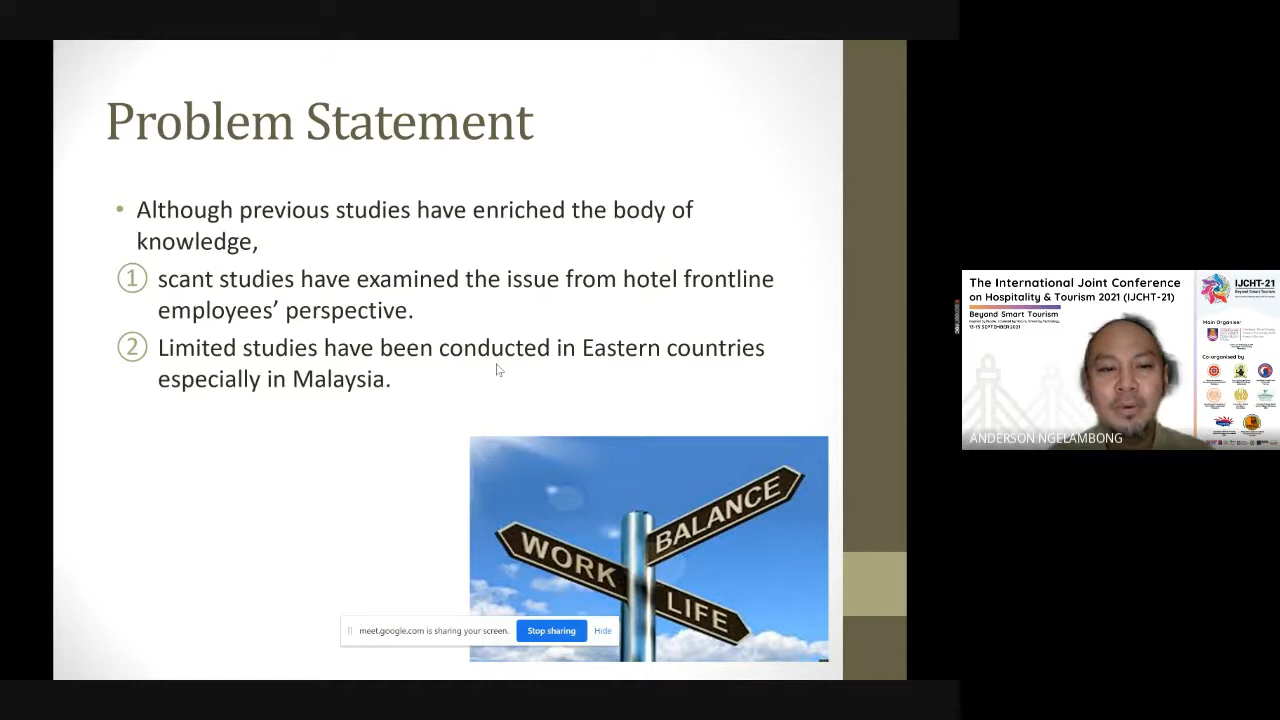 Problem Statement
• Although previous studies have enriched the body of
knowledge,
① scant studies have examined the issue from hotel frontline
employees’ perspective.
② Limited studies have been conducted in Eastern countries
especially in Malaysia.
BALANCE
WORK
LIFE
meet.google.com is sharing your screen.
Stop sharing
Hide
The International Joint Conference
on Hospitality & Tourism 2021 (IJCHT-21)
Beyond Smart Tourism
13-15 SEPTEMBER 2021
ANDERSON NGELAMBONG
IJCHT-21
Beyond Smart Tourism
Main Organiser
Co-organised by